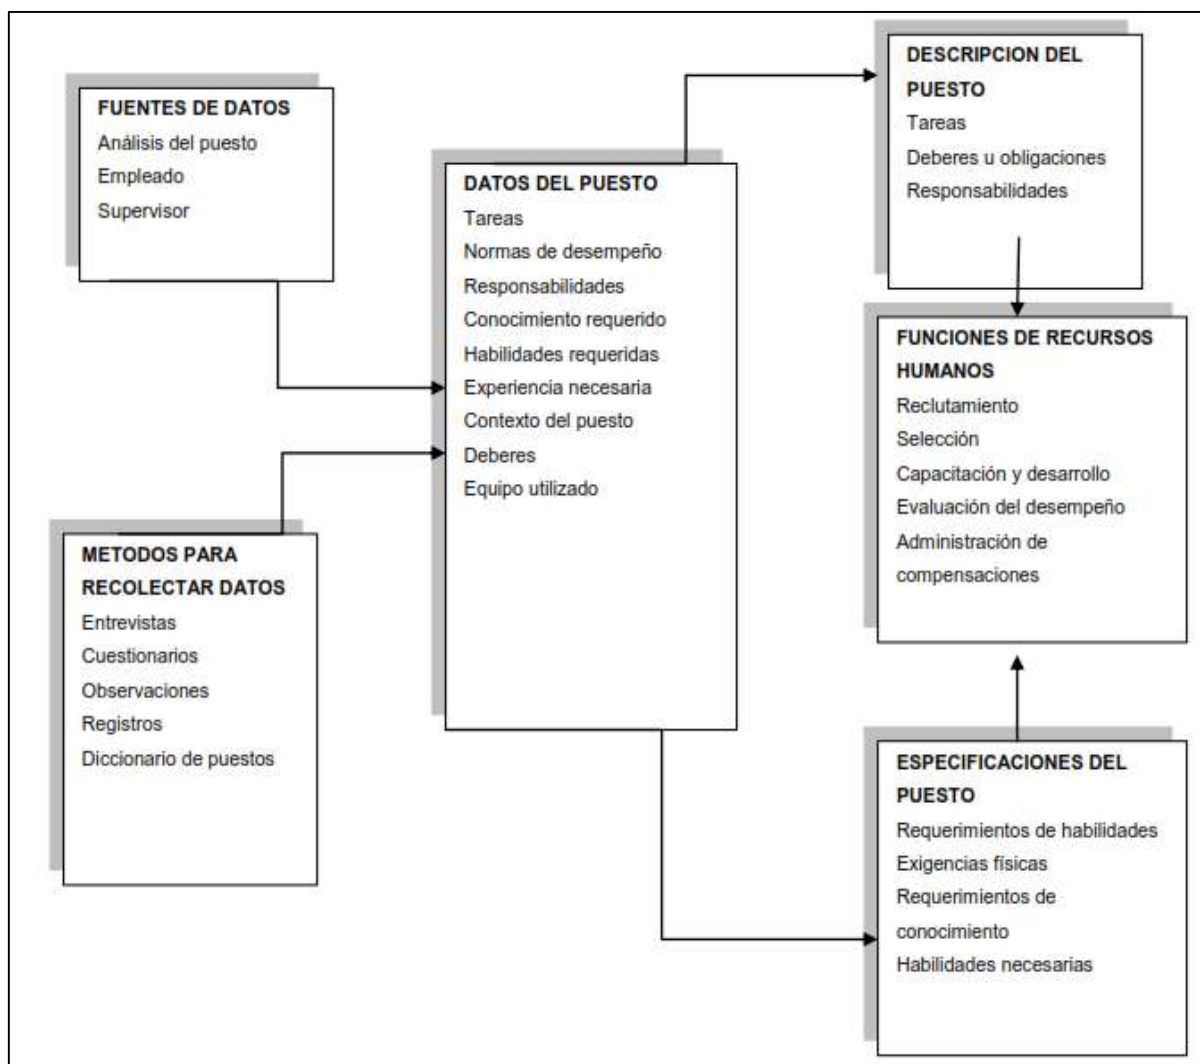 FUENTES DE DATOS
Análisis del puesto
Empleado
Supervisor
METODOS PARA
RECOLECTAR DATOS
Entrevistas
Cuestionarios
Observaciones
Registros
Diccionario de puestos
DATOS DEL PUESTO
Tareas
Normas de desempeño
Responsabilidades
Conocimiento requerido
Habilidades requeridas
Experiencia necesaria
Contexto del puesto
Deberes
Equipo utilizado
DESCRIPCION DEL
PUESTO
Tareas
Deberes u obligaciones
Responsabilidades
FUNCIONES DE RECURSOS
HUMANOS
Reclutamiento
Selección
Capacitación y desarrollo
Evaluación del desempeño
Administración de
compensaciones
ESPECIFICACIONES DEL
PUESTO
Requerimientos de habilidades
Exigencias físicas
Requerimientos de
conocimiento
Habilidades necesarias